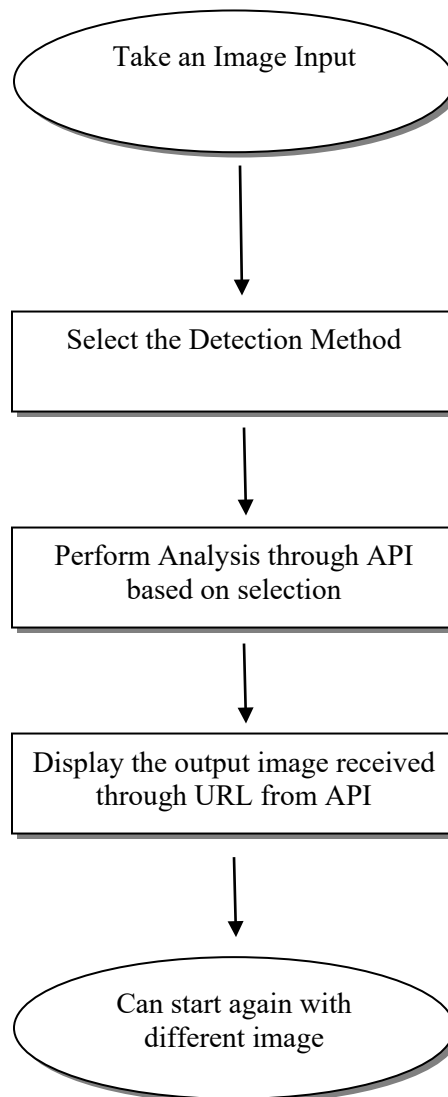 Take an Image Input
Select the Detection Method
Perform Analysis through API
based on selection
Display the output image received
through URL from API
Can start again with
different image